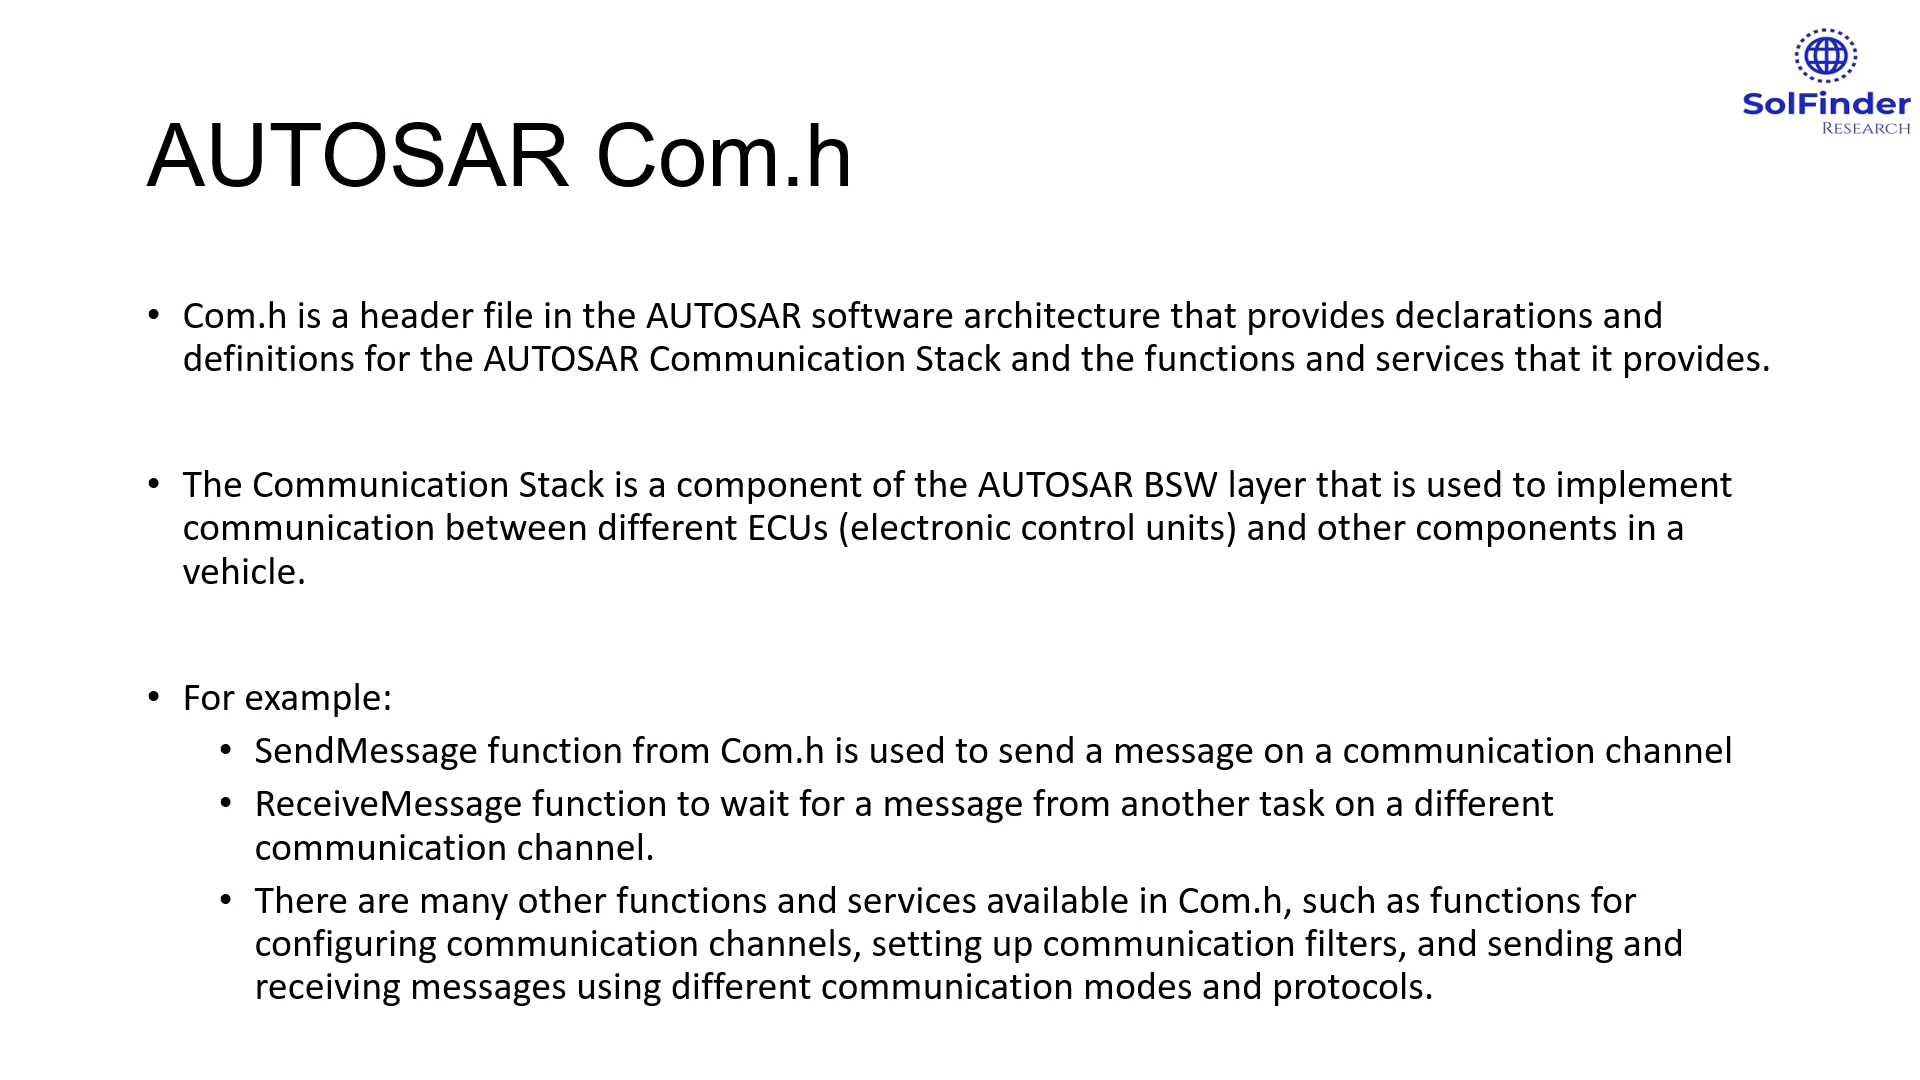 SolFinder
RESEARCH
AUTOSAR Com.h
• Com.h is a header file in the AUTOSAR software architecture that provides declarations and
definitions for the AUTOSAR Communication Stack and the functions and services that it provides.
• The Communication Stack is a component of the AUTOSAR BSW layer that is used to implement
communication between different ECUs (electronic control units) and other components in a
vehicle.
• For example:
• SendMessage function from Com.h is used to send a message on a communication channel
• ReceiveMessage function to wait for a message from another task on a different
communication channel.
• There are many other functions and services available in Com.h, such as functions for
configuring communication channels, setting up communication filters, and sending and
receiving messages using different communication modes and protocols.